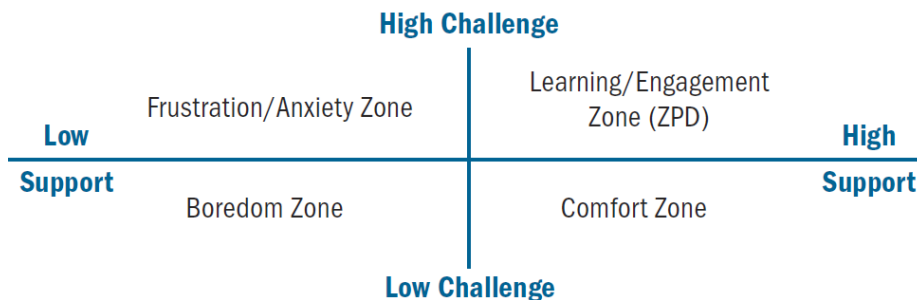 High Challenge
Frustration/Anxiety Zone
Learning/Engagement
Zone (ZPD)
Low
Support
High
Support
Boredom Zone
Comfort Zone
Low Challenge